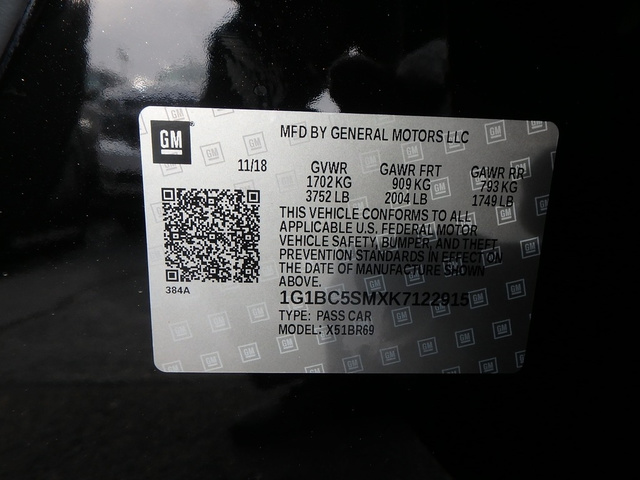 GM
MFD BY GENERAL MOTORS LLC
11/18 GVWR GAWR FRT GAWR RR
1702 KG 909 KG 793 KG
3752 LB 2004 LB 1749 LB
THIS VEHICLE CONFORMS TO ALL
APPLICABLE U.S. FEDERAL MOTOR
VEHICLE SAFETY, BUMPER, AND THEFT
PREVENTION STANDARDS IN EFFECT ON
THE DATE OF MANUFACTURE SHOWN
ABOVE.
384A
1G1BC5SMXK7122915
TYPE: PASS CAR
MODEL: X51BR69